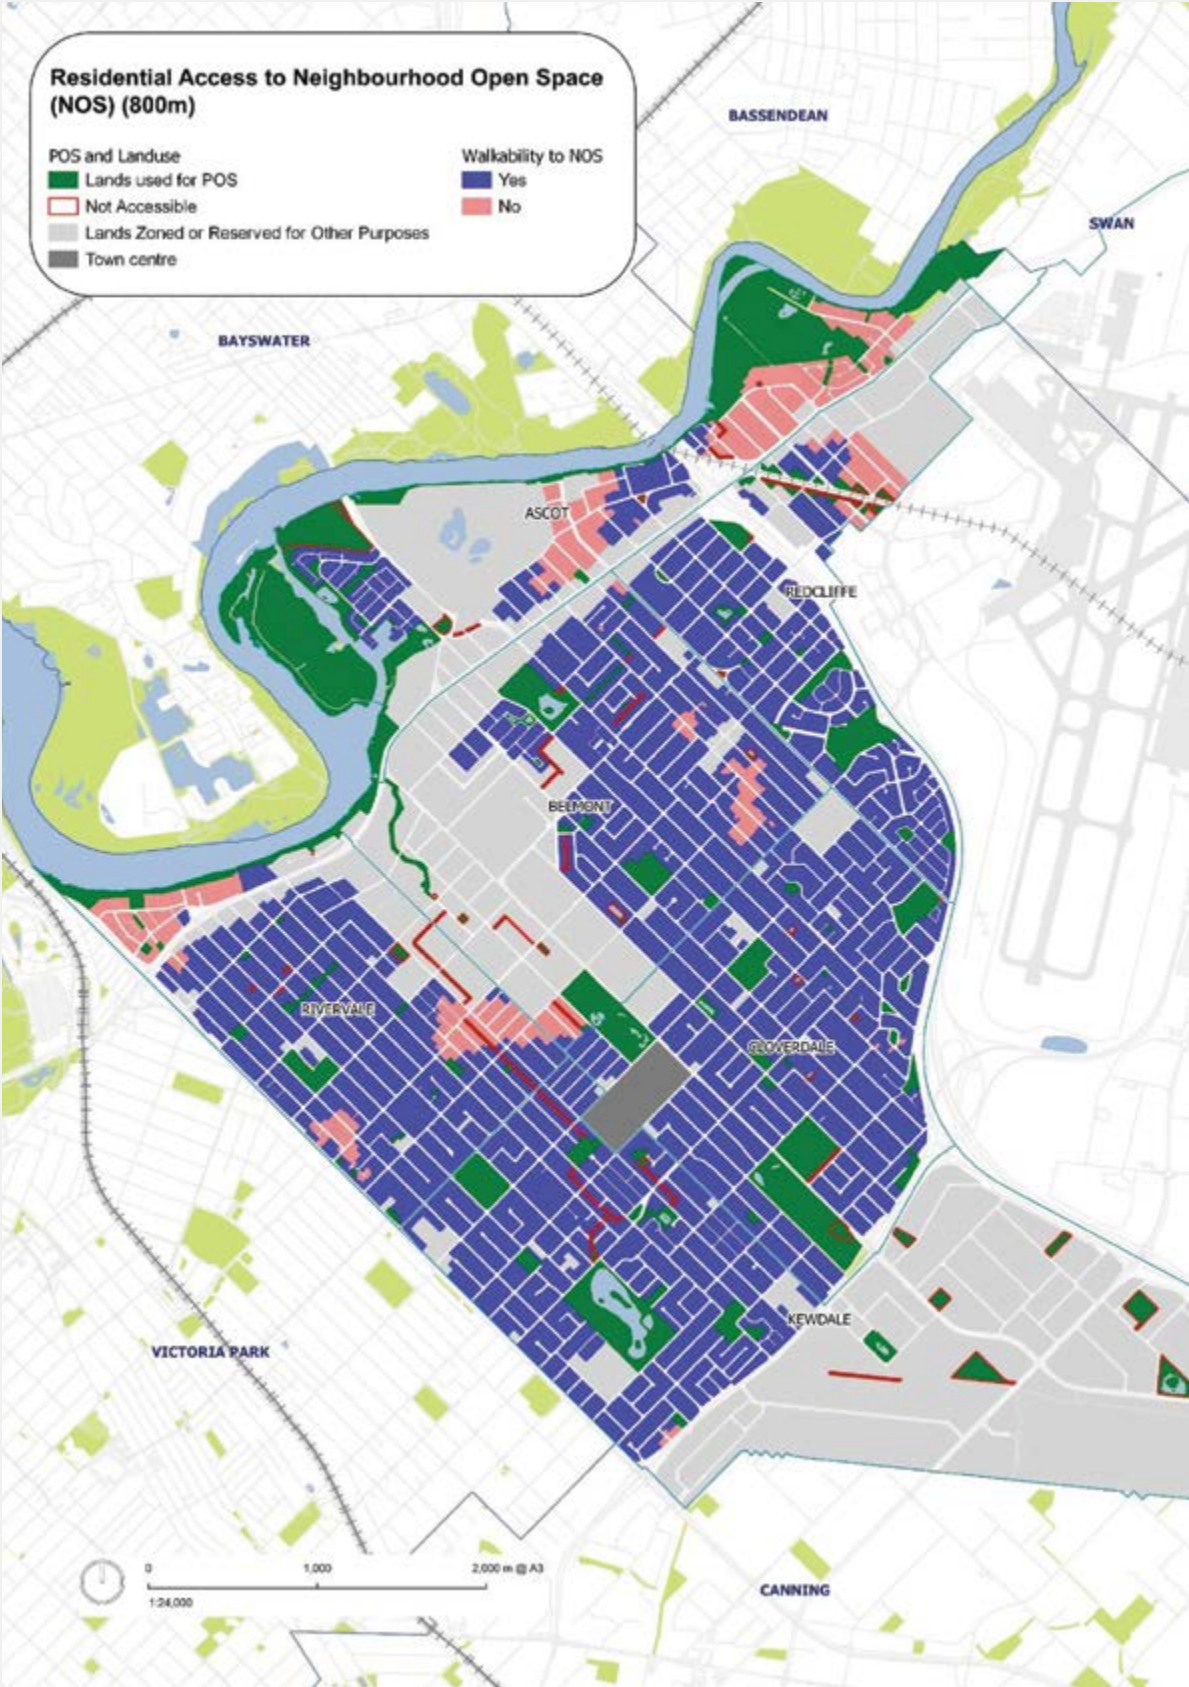 Residential Access to Neighbourhood Open Space
(NOS) (800m)
POS and Landuse
Lands used for POS
Not Accessible
Lands Zoned or Reserved for Other Purposes
Town centre
Walkability to NOS
Yes
No
BASSENDEAN
SWAN
BAYSWATER
ASCOT
REDCLIFFE
BELMONT
RIVERVALE
CLOVERDALE
KEWDALE
VICTORIA PARK
CANNING
0 1,000 2,000 m @ A3
1:24,000